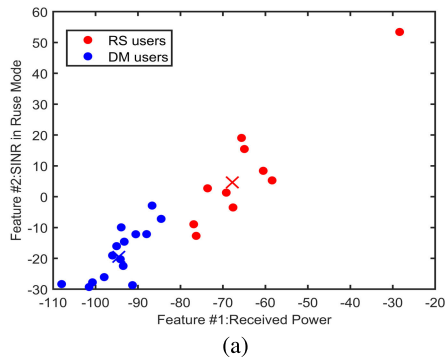 60
50
40
30
20
10
0
-10
-20
-30
Feature #2:SINR in Ruse Mode
RS users
DM users
-110 -100 -90 -80 -70 -60 -50 -40 -30 -20
Feature #1:Received Power
(a)